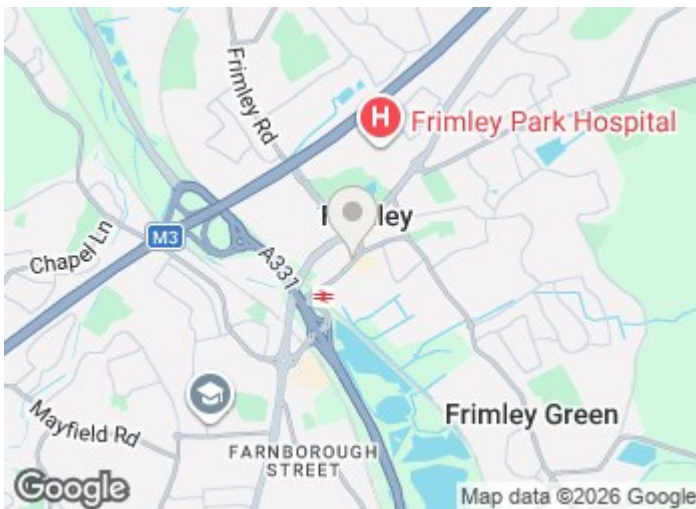 Frimley Rd
H
Frimley Park Hospital
M3
A331
Chapel Ln
Mayfield Rd
Frimley Green
FARNBOROUGH
STREET
Google
Map data ©2026 Google